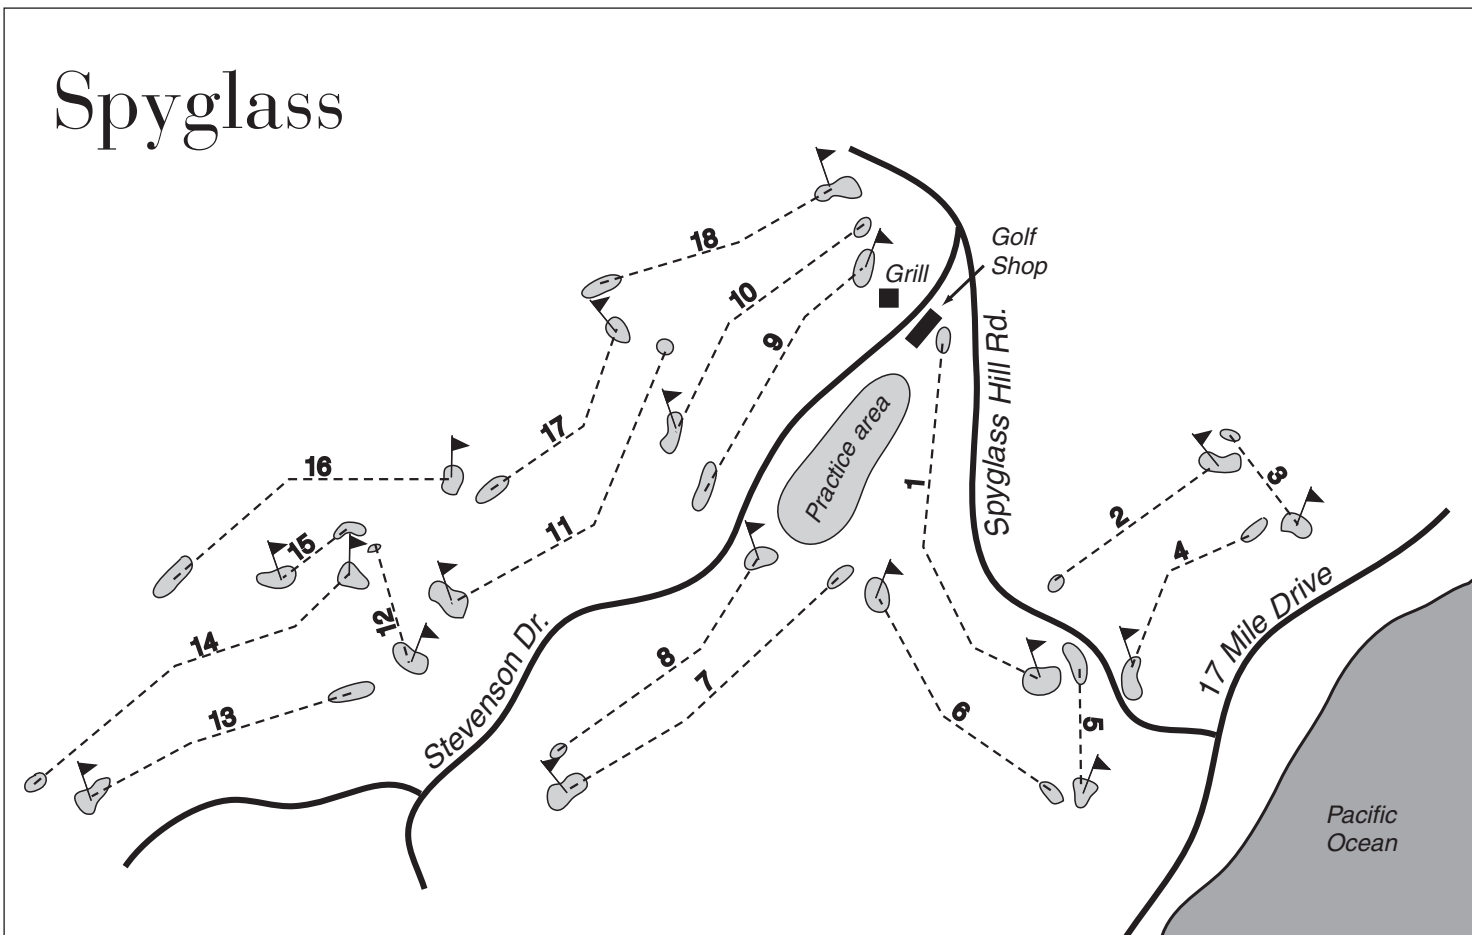 Spyglass
18
Golf
Shop
Grill
10
9
Spyglass Hill Rd.
17
Practice area
16
1
3
2
11
15
4
12
14
17 Mile Drive
8
7
Stevenson Dr.
13
6
5
Pacific
Ocean